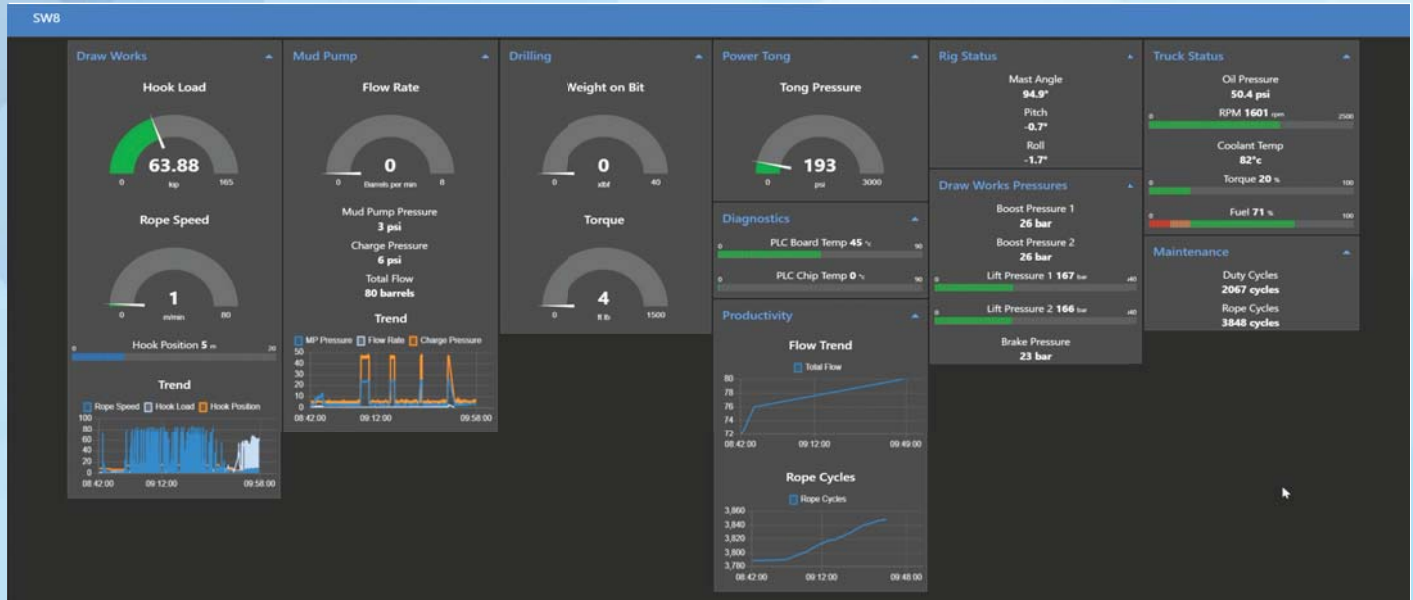 SW8
Draw Works
Hook Load
63.88
0 165
Rope Speed
1
m/min
0 80
Hook Position 5 m
0 20
Trend
Rope Speed Hook Load Hook Position
100
80
60
40
20
0
08:42:00 09:12:00 09:58:00
Mud Pump
Flow Rate
0
0 Barrels per min 8
Mud Pump Pressure
3 psi
Charge Pressure
6 psi
Total Flow
80 barrels
Trend
MP Pressure Flow Rate Charge Pressure
50
40
30
20
10
0
08:42:00 09:12:00 09:58:00
Drilling
Weight on Bit
0
0 40
Torque
4
0 ft lb 1500
Power Tong
Tong Pressure
193
0 psi 3000
Diagnostics
PLC Board Temp 45
0 90
PLC Chip Temp 0
0 90
Productivity
Flow Trend
Total Flow
80
78
76
74
72
08:42:00 09:12:00 09:49:00
Rope Cycles
Rope Cycles
3,860
3,840
3,820
3,800
3,780
08:42:00 09:12:00 09:48:00
Rig Status
Mast Angle
94.9°
Pitch
-0.7°
Roll
-1.7°
Draw Works Pressures
Boost Pressure 1
26 bar
Boost Pressure 2
26 bar
Lift Pressure 1 167 bar
0
Lift Pressure 2 166 bar
0
Brake Pressure
23 bar
Truck Status
Oil Pressure
50.4 psi
RPM 1601 rpm
0 2500
Coolant Temp
82°c
Torque 20 %
0 100
Fuel 71 %
0 100
Maintenance
Duty Cycles
2067 cycles
Rope Cycles
3848 cycles